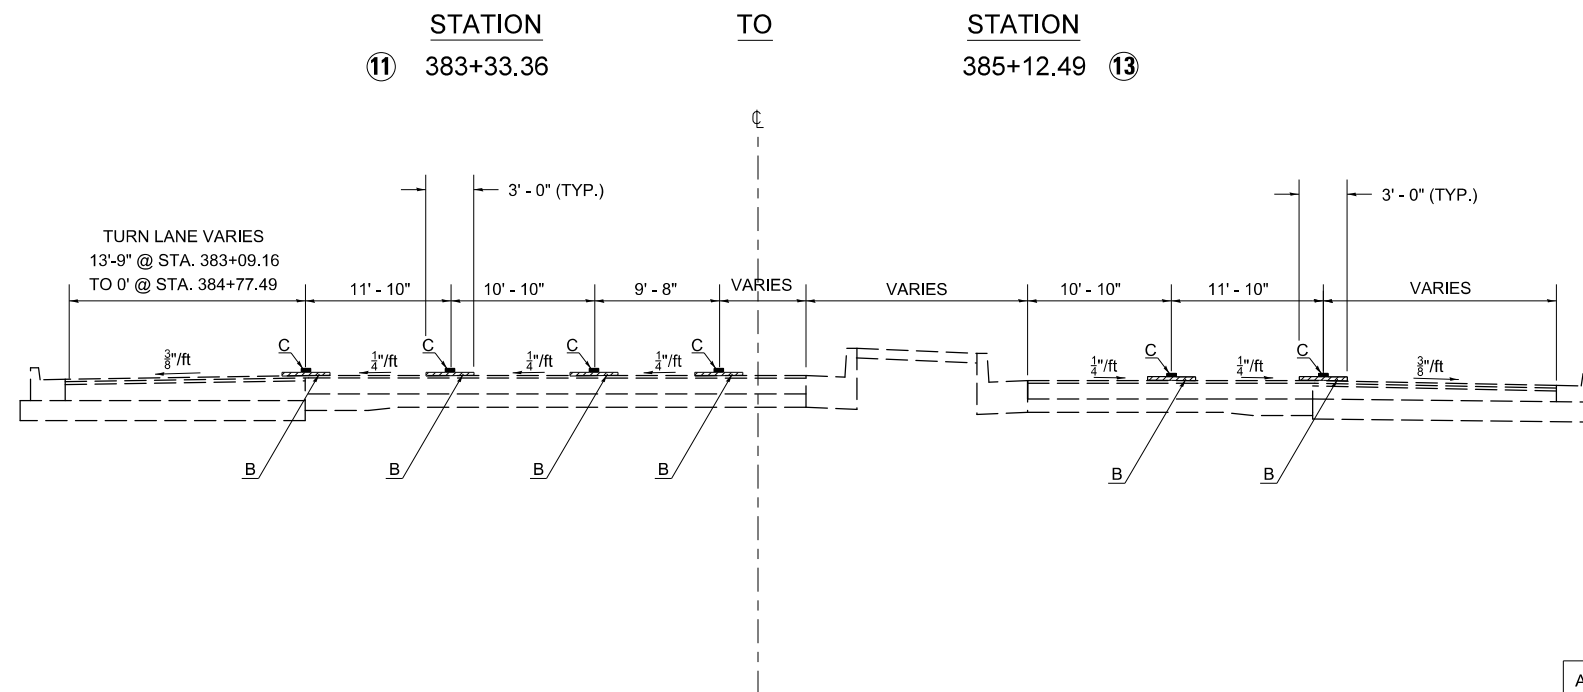 STATION TO STATION
11 383+33.36 385+12.49 13
℄
3' - 0" (TYP.) 3' - 0" (TYP.)
TURN LANE VARIES
13'-9" @ STA. 383+09.16
TO 0' @ STA. 384+77.49
11' - 10" 10' - 10" 9' - 8" VARIES VARIES 10' - 10" 11' - 10" VARIES
C C C C C C
3/8"/ft 1/4"/ft 1/4"/ft 1/4"/ft 1/4"/ft 1/4"/ft 3/8"/ft
B B B B B B
A